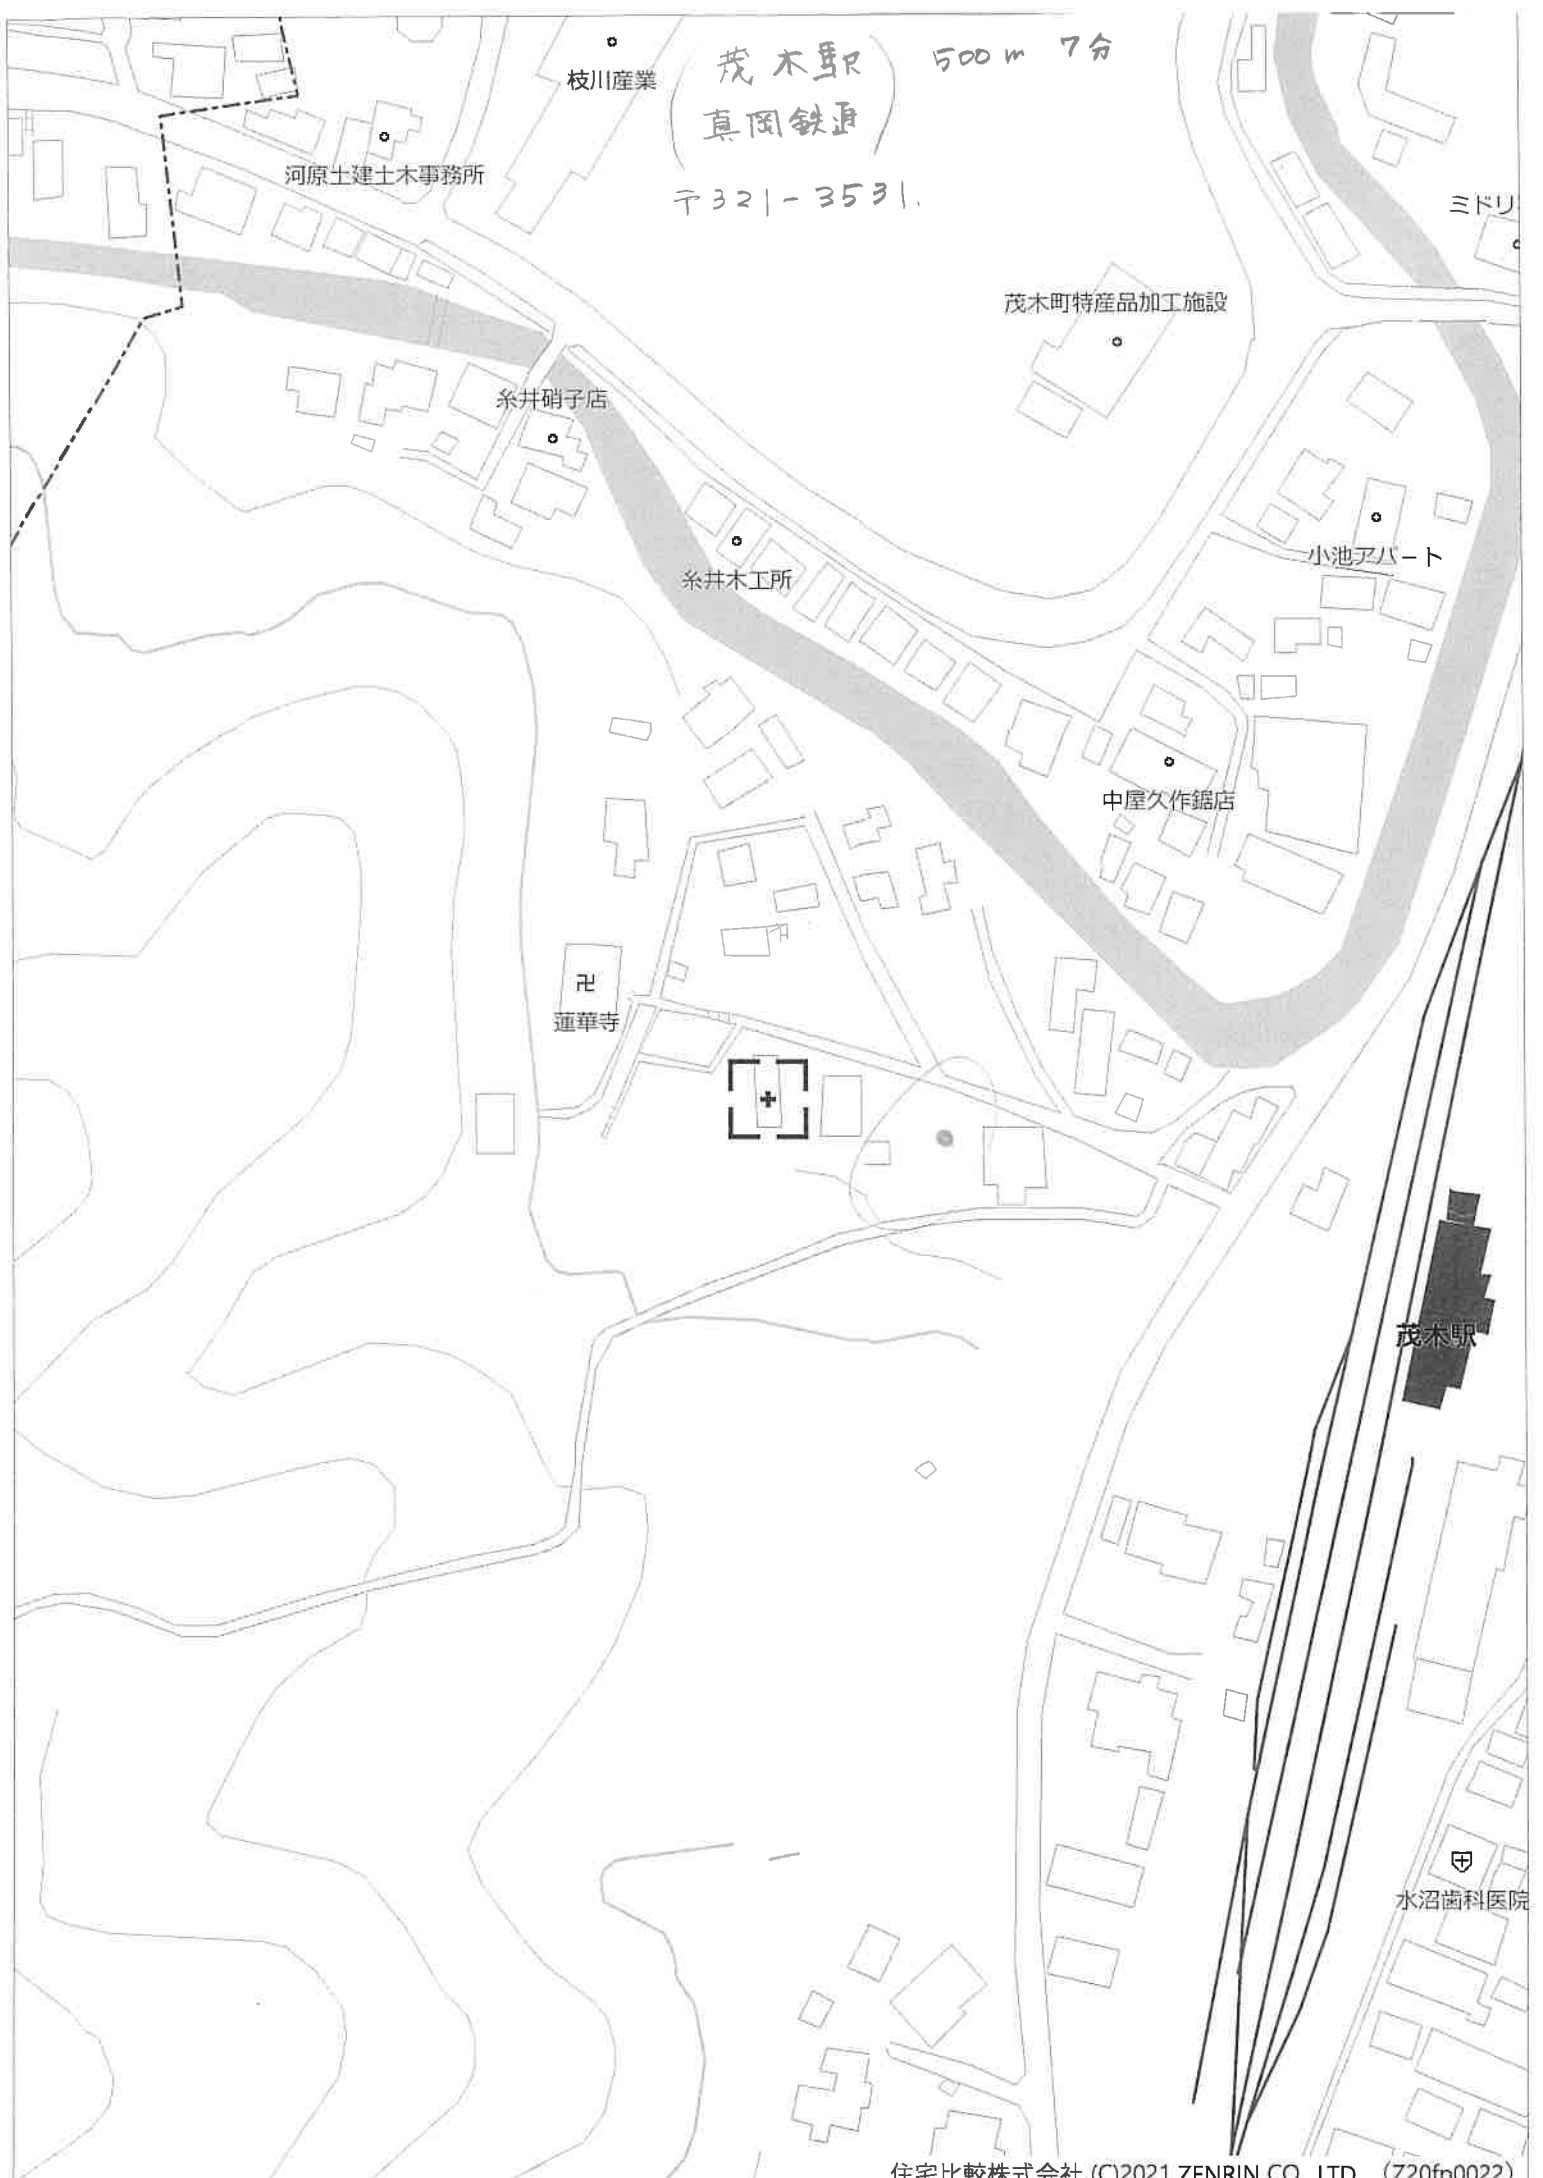 枝川産業
茂木駅 500m 7分
真岡鉄道
〒321-3531.
河原土建土木事務所
ミドリ
茂木町特産品加工施設
糸井硝子店
小池アパート
糸井木工所
中屋久作鋸店
卍
蓮華寺
茂木駅
水沼歯科医院
住宅比較株式会社 (C)2021 ZENRIN CO., LTD. (Z20fp0022)